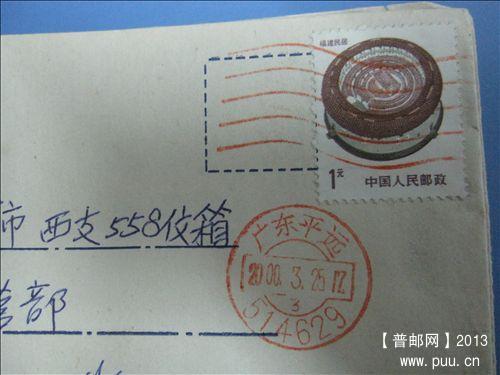 福建民居
1元
中国人民邮政
市 西支558信箱
营部
广东平远
2000.3.25.17
3
514629
【普邮网】2013
www.puu.cn